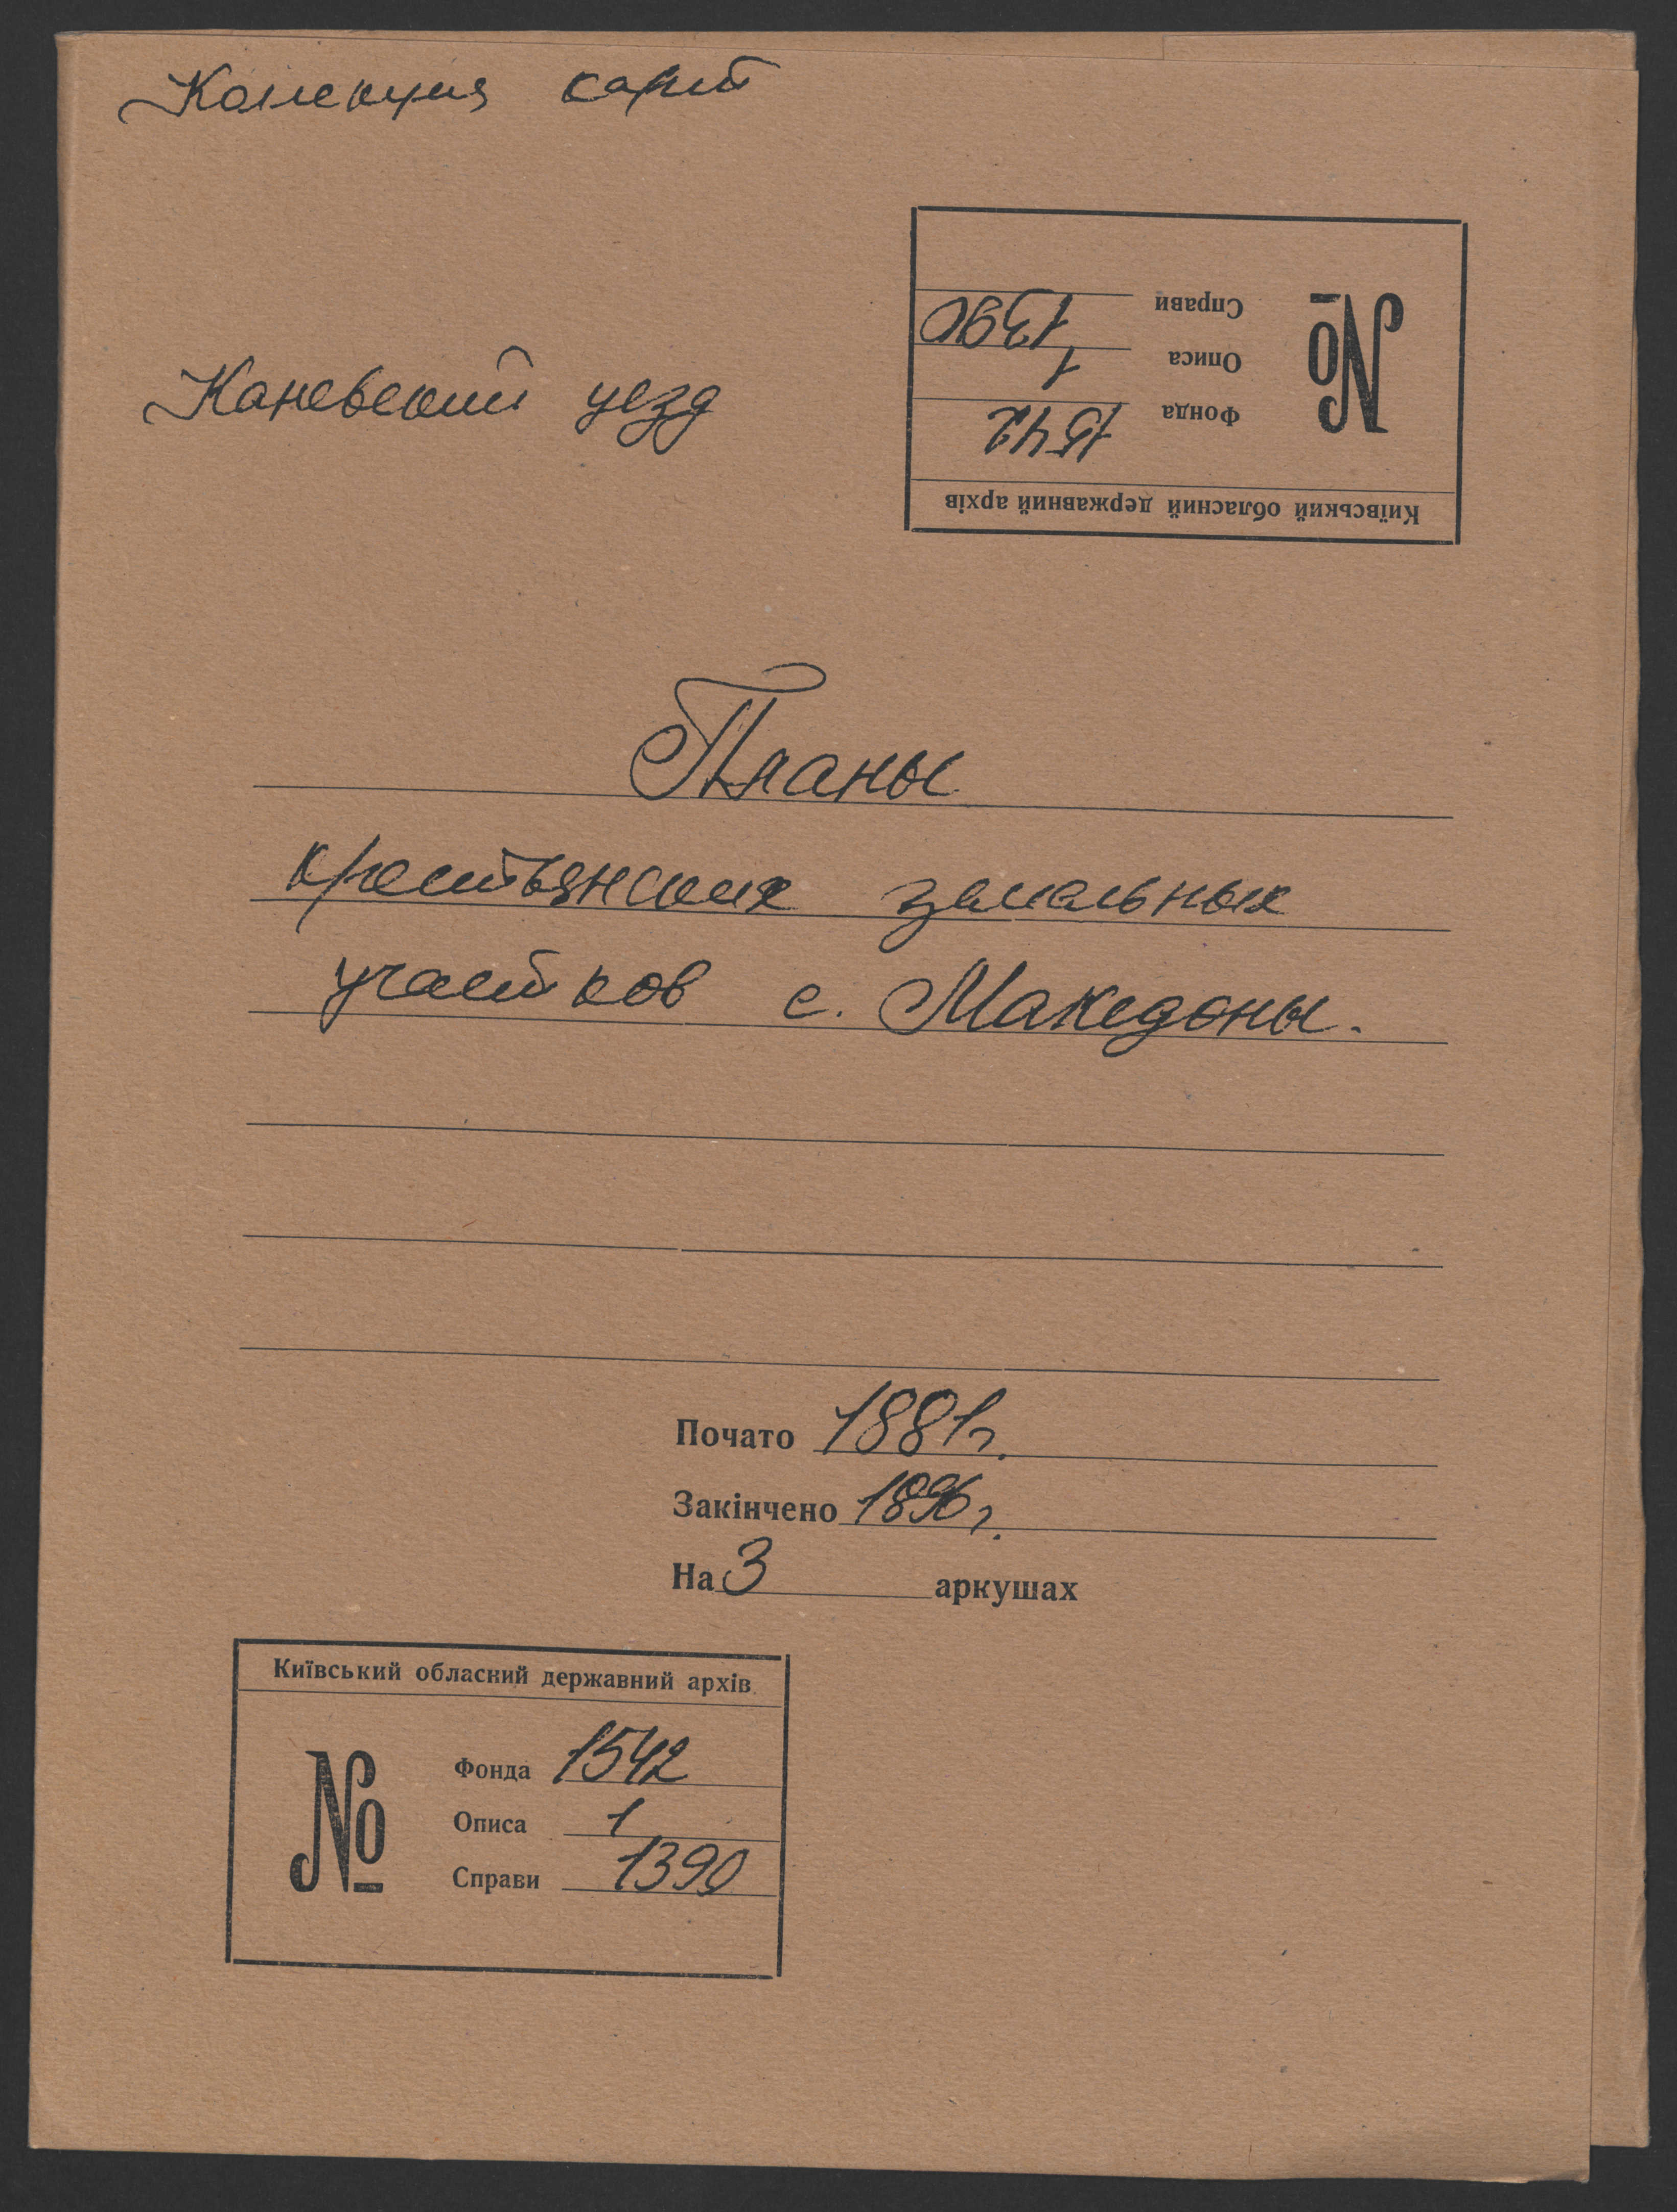 Коллекция карт
Каневский уезд
Київський обласний державний архів
№
Фонда 1542
Описа 1
Справи 1390
Планы
крестьянских земельных
участков с. Македоны.
Почато 1881 г.
Закінчено 1896 г.
На 3 аркушах
Київський обласний державний архів
№
Фонда 1542
Описа 1
Справи 1390